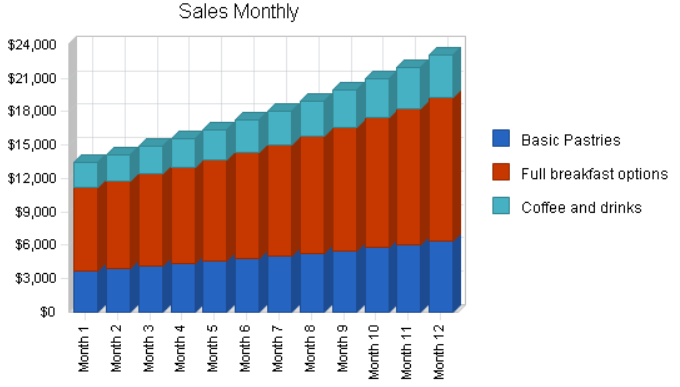 Sales Monthly
$24,000
$21,000
$18,000
$15,000
$12,000
$9,000
$6,000
$3,000
$0
Month 1
Month 2
Month 3
Month 4
Month 5
Month 6
Month 7
Month 8
Month 9
Month 10
Month 11
Month 12
Basic Pastries
Full breakfast options
Coffee and drinks